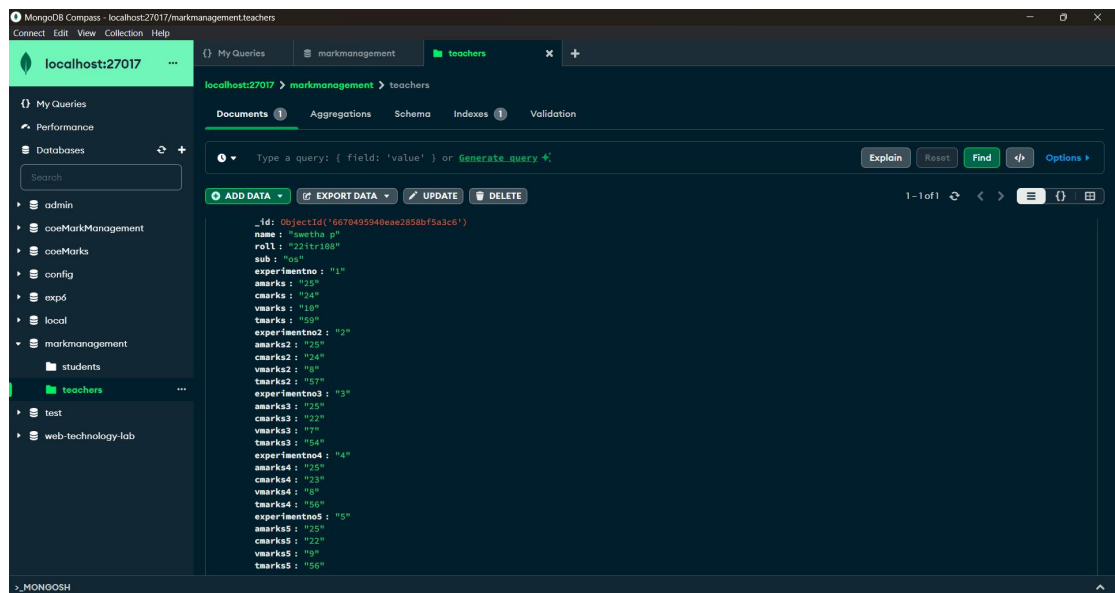 MongoDB Compass - localhost:27017/markmanagement.teachers
Connect Edit View Collection Help
localhost:27017 ...
{} My Queries
Performance
Databases
Search
admin
coeMarkManagement
coeMarks
config
exp6
local
markmanagement
students
teachers ...
test
web-technology-lab
{} My Queries markmanagement teachers
localhost:27017 > markmanagement > teachers
Documents 1 Aggregations Schema Indexes 1 Validation
Type a query: { field: 'value' } or Generate query Explain Reset Find </> Options
ADD DATA EXPORT DATA UPDATE DELETE 1-1 of 1 {}
_id: ObjectId('6670495940eae2858bf5a3c6')
name : "swetha p"
roll : "22itr108"
sub : "os"
experimentno : "1"
amarks : "25"
cmarks : "24"
vmarks : "10"
tmarks : "59"
experimentno2 : "2"
amarks2 : "25"
cmarks2 : "24"
vmarks2 : "8"
tmarks2 : "57"
experimentno3 : "3"
amarks3 : "25"
cmarks3 : "22"
vmarks3 : "7"
tmarks3 : "54"
experimentno4 : "4"
amarks4 : "25"
cmarks4 : "23"
vmarks4 : "8"
tmarks4 : "56"
experimentno5 : "5"
amarks5 : "25"
cmarks5 : "22"
vmarks5 : "9"
tmarks5 : "56"
>_MONGOSH